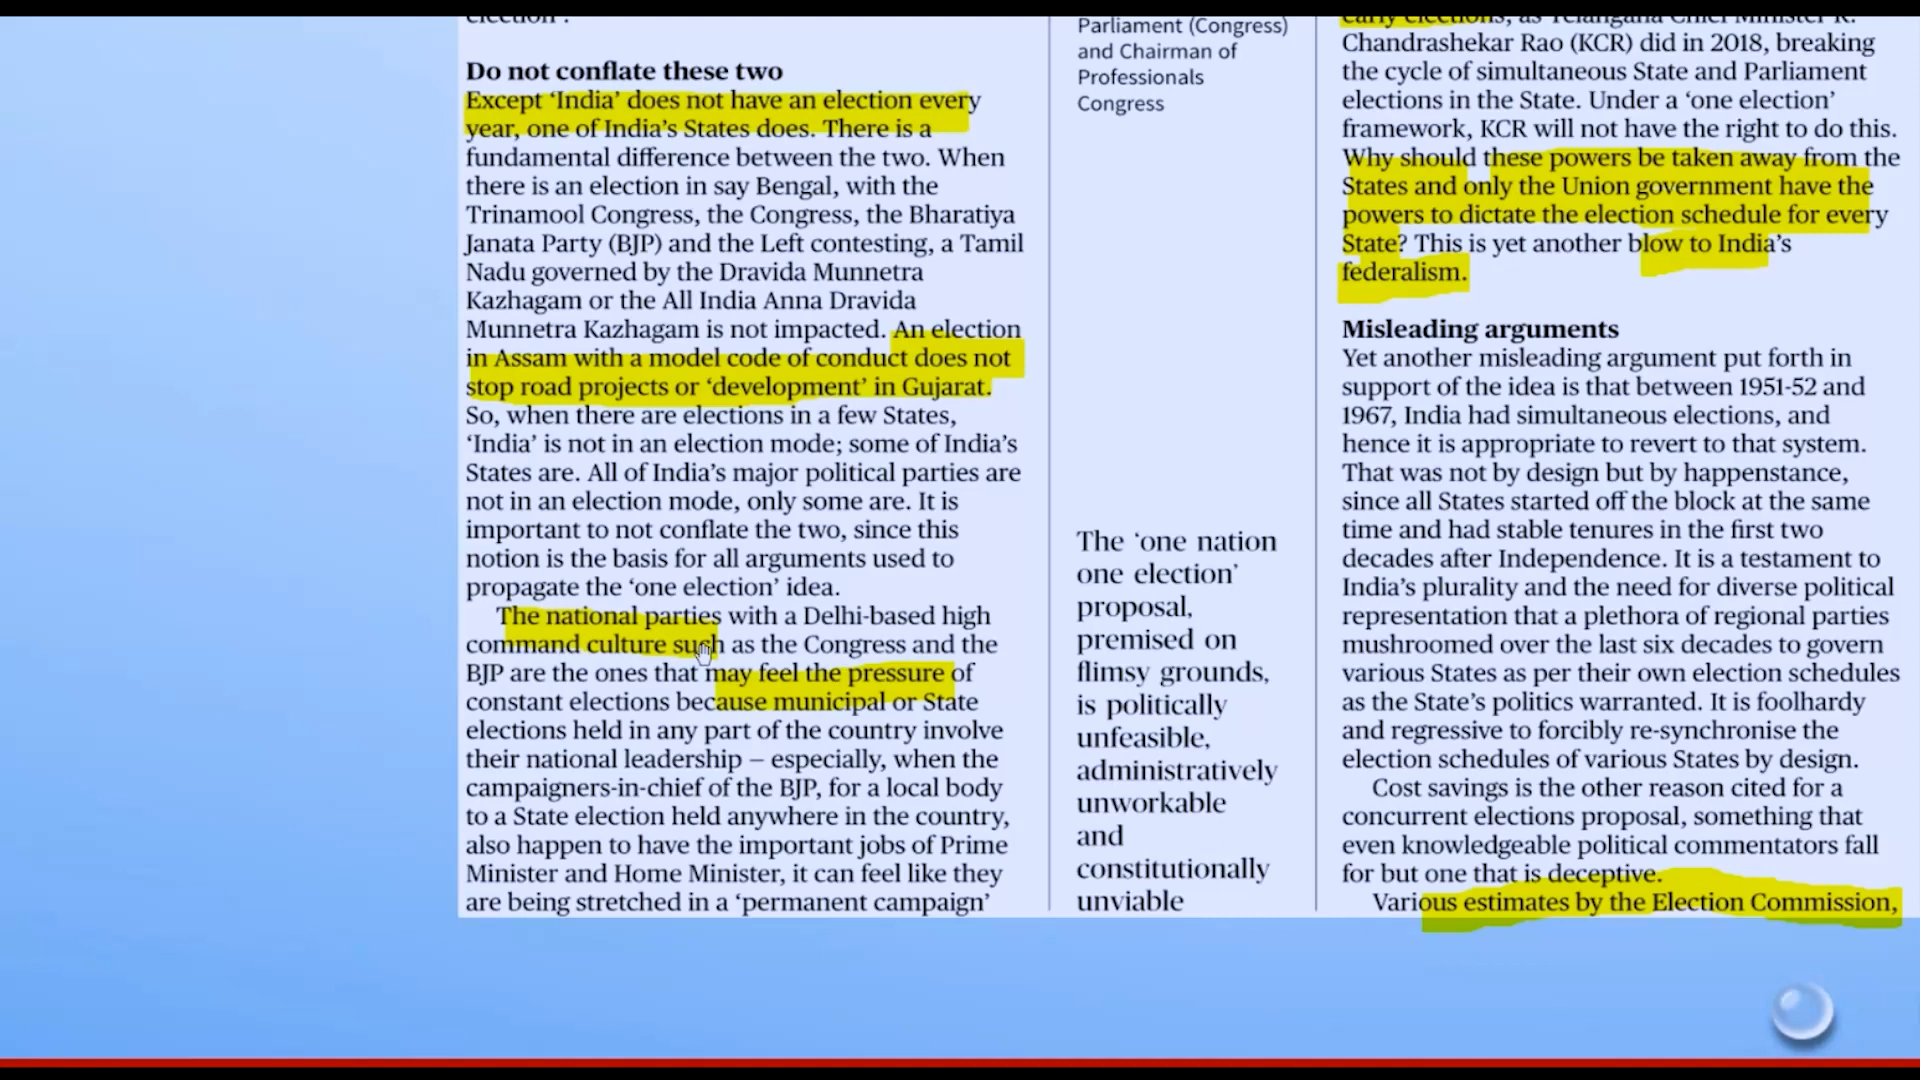 election'.
Do not conflate these two
Except ‘India’ does not have an election every
year, one of India’s States does. There is a
fundamental difference between the two. When
there is an election in say Bengal, with the
Trinamool Congress, the Congress, the Bharatiya
Janata Party (BJP) and the Left contesting, a Tamil
Nadu governed by the Dravida Munnetra
Kazhagam or the All India Anna Dravida
Munnetra Kazhagam is not impacted. An election
in Assam with a model code of conduct does not
stop road projects or ‘development’ in Gujarat.
So, when there are elections in a few States,
‘India’ is not in an election mode; some of India’s
States are. All of India’s major political parties are
not in an election mode, only some are. It is
important to not conflate the two, since this
notion is the basis for all arguments used to
propagate the ‘one election’ idea.
The national parties with a Delhi-based high
command culture such as the Congress and the
BJP are the ones that may feel the pressure of
constant elections because municipal or State
elections held in any part of the country involve
their national leadership – especially, when the
campaigners-in-chief of the BJP, for a local body
to a State election held anywhere in the country,
also happen to have the important jobs of Prime
Minister and Home Minister, it can feel like they
are being stretched in a ‘permanent campaign’
Parliament (Congress)
and Chairman of
Professionals
Congress
The ‘one nation
one election’
proposal,
premised on
flimsy grounds,
is politically
unfeasible,
administratively
unworkable
and
constitutionally
unviable
early elections, as Telangana Chief Minister K.
Chandrashekar Rao (KCR) did in 2018, breaking
the cycle of simultaneous State and Parliament
elections in the State. Under a ‘one election’
framework, KCR will not have the right to do this.
Why should these powers be taken away from the
States and only the Union government have the
powers to dictate the election schedule for every
State? This is yet another blow to India’s
federalism.
Misleading arguments
Yet another misleading argument put forth in
support of the idea is that between 1951-52 and
1967, India had simultaneous elections, and
hence it is appropriate to revert to that system.
That was not by design but by happenstance,
since all States started off the block at the same
time and had stable tenures in the first two
decades after Independence. It is a testament to
India’s plurality and the need for diverse political
representation that a plethora of regional parties
mushroomed over the last six decades to govern
various States as per their own election schedules
as the State’s politics warranted. It is foolhardy
and regressive to forcibly re-synchronise the
election schedules of various States by design.
Cost savings is the other reason cited for a
concurrent elections proposal, something that
even knowledgeable political commentators fall
for but one that is deceptive.
Various estimates by the Election Commission,